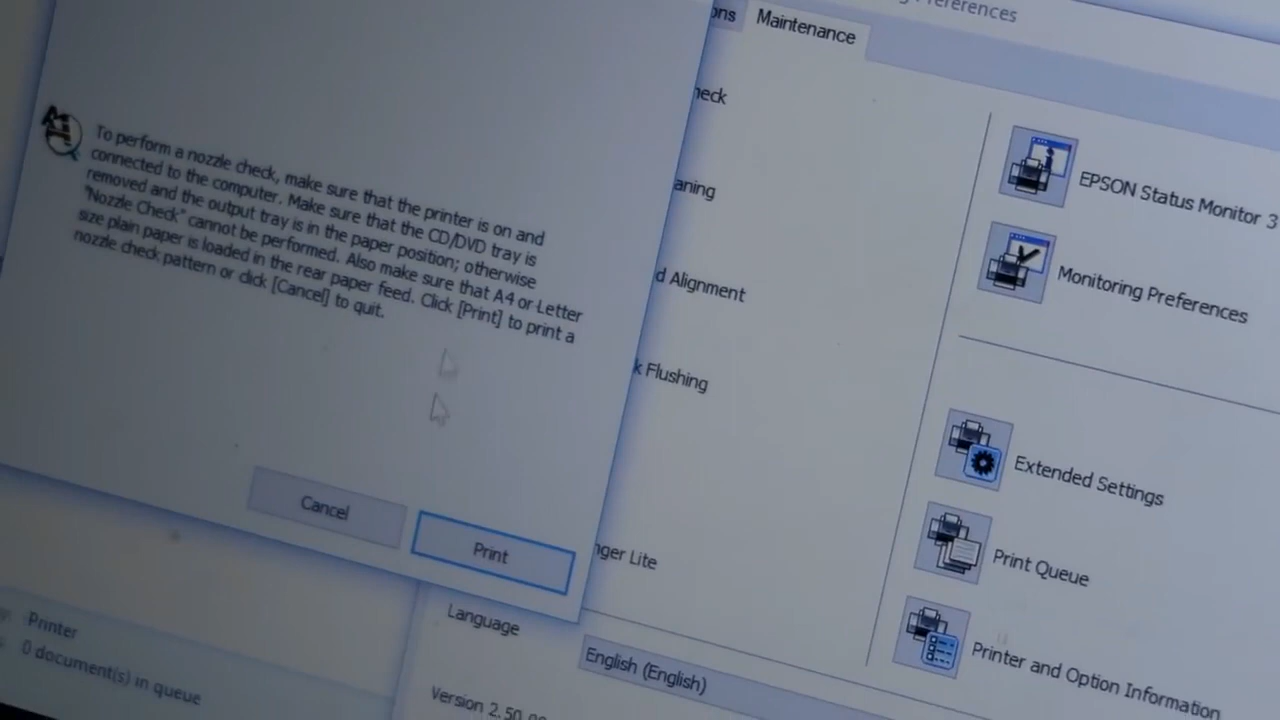 To perform a nozzle check, make sure that the printer is on and
connected to the computer. Make sure that the CD/DVD tray is
removed and the output tray is in the paper position; otherwise
"Nozzle Check" cannot be performed. Also make sure that A4 or Letter
size plain paper is loaded in the rear paper feed. Click [Print] to print a
nozzle check pattern or click [Cancel] to quit.
Cancel
Print
Printer
0 document(s) in queue
Preferences
ons
Maintenance
heck
aning
d Alignment
k Flushing
nger Lite
EPSON Status Monitor 3
Monitoring Preferences
Extended Settings
Print Queue
Printer and Option Information
Language
English (English)
Version 2.50